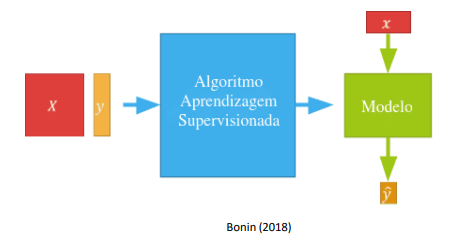 x
X
y
Algoritmo
Aprendizagem
Supervisionada
Modelo
ŷ
Bonin (2018)